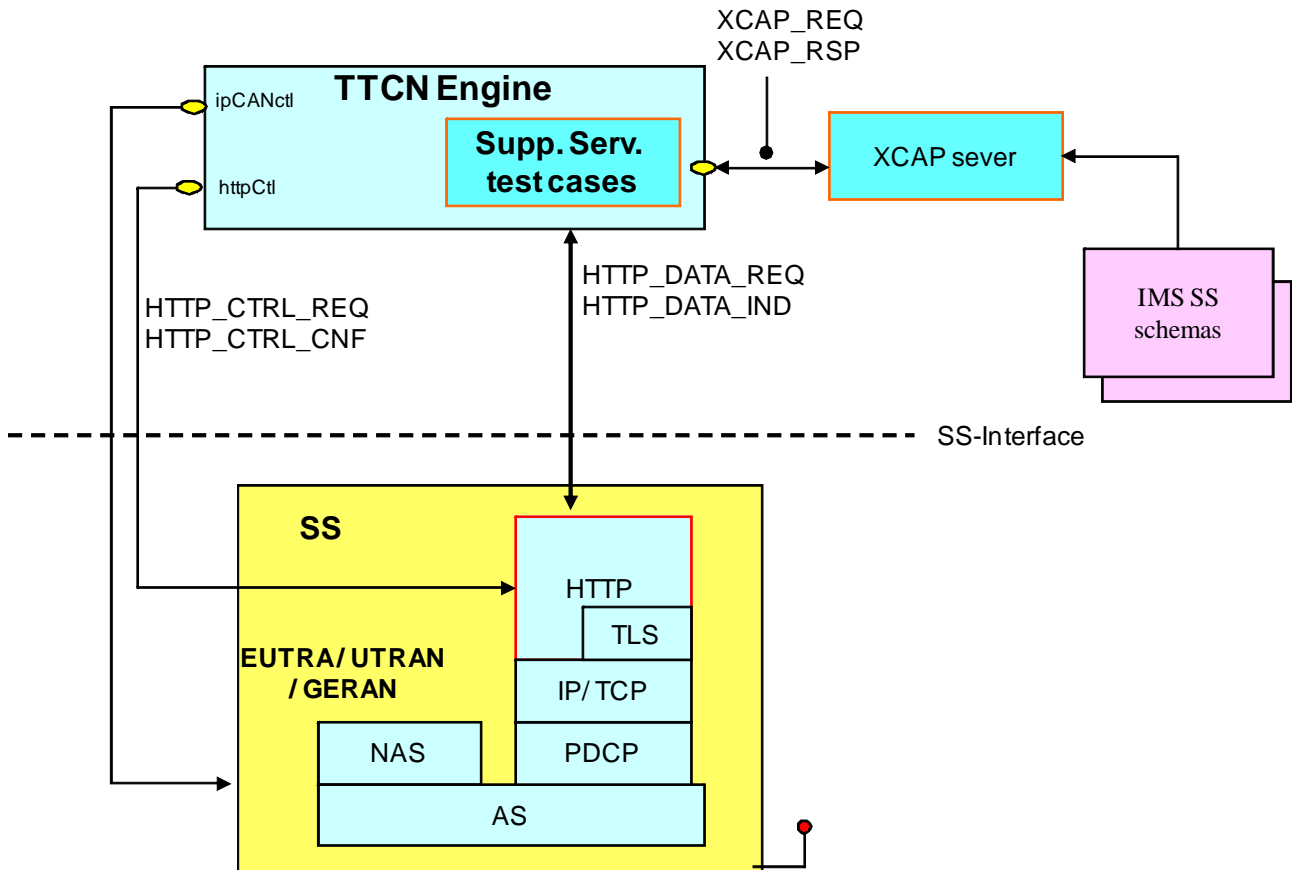 XCAP_REQ
XCAP_RSP
TTCN Engine
ipCANctl
httpCtl
Supp. Serv.
test cases
XCAP sever
IMS SS
schemas
HTTP_CTRL_REQ
HTTP_CTRL_CNF
HTTP_DATA_REQ
HTTP_DATA_IND
SS-Interface
SS
HTTP
TLS
EUTRA/ UTRAN
/ GERAN
IP/ TCP
NAS
PDCP
AS